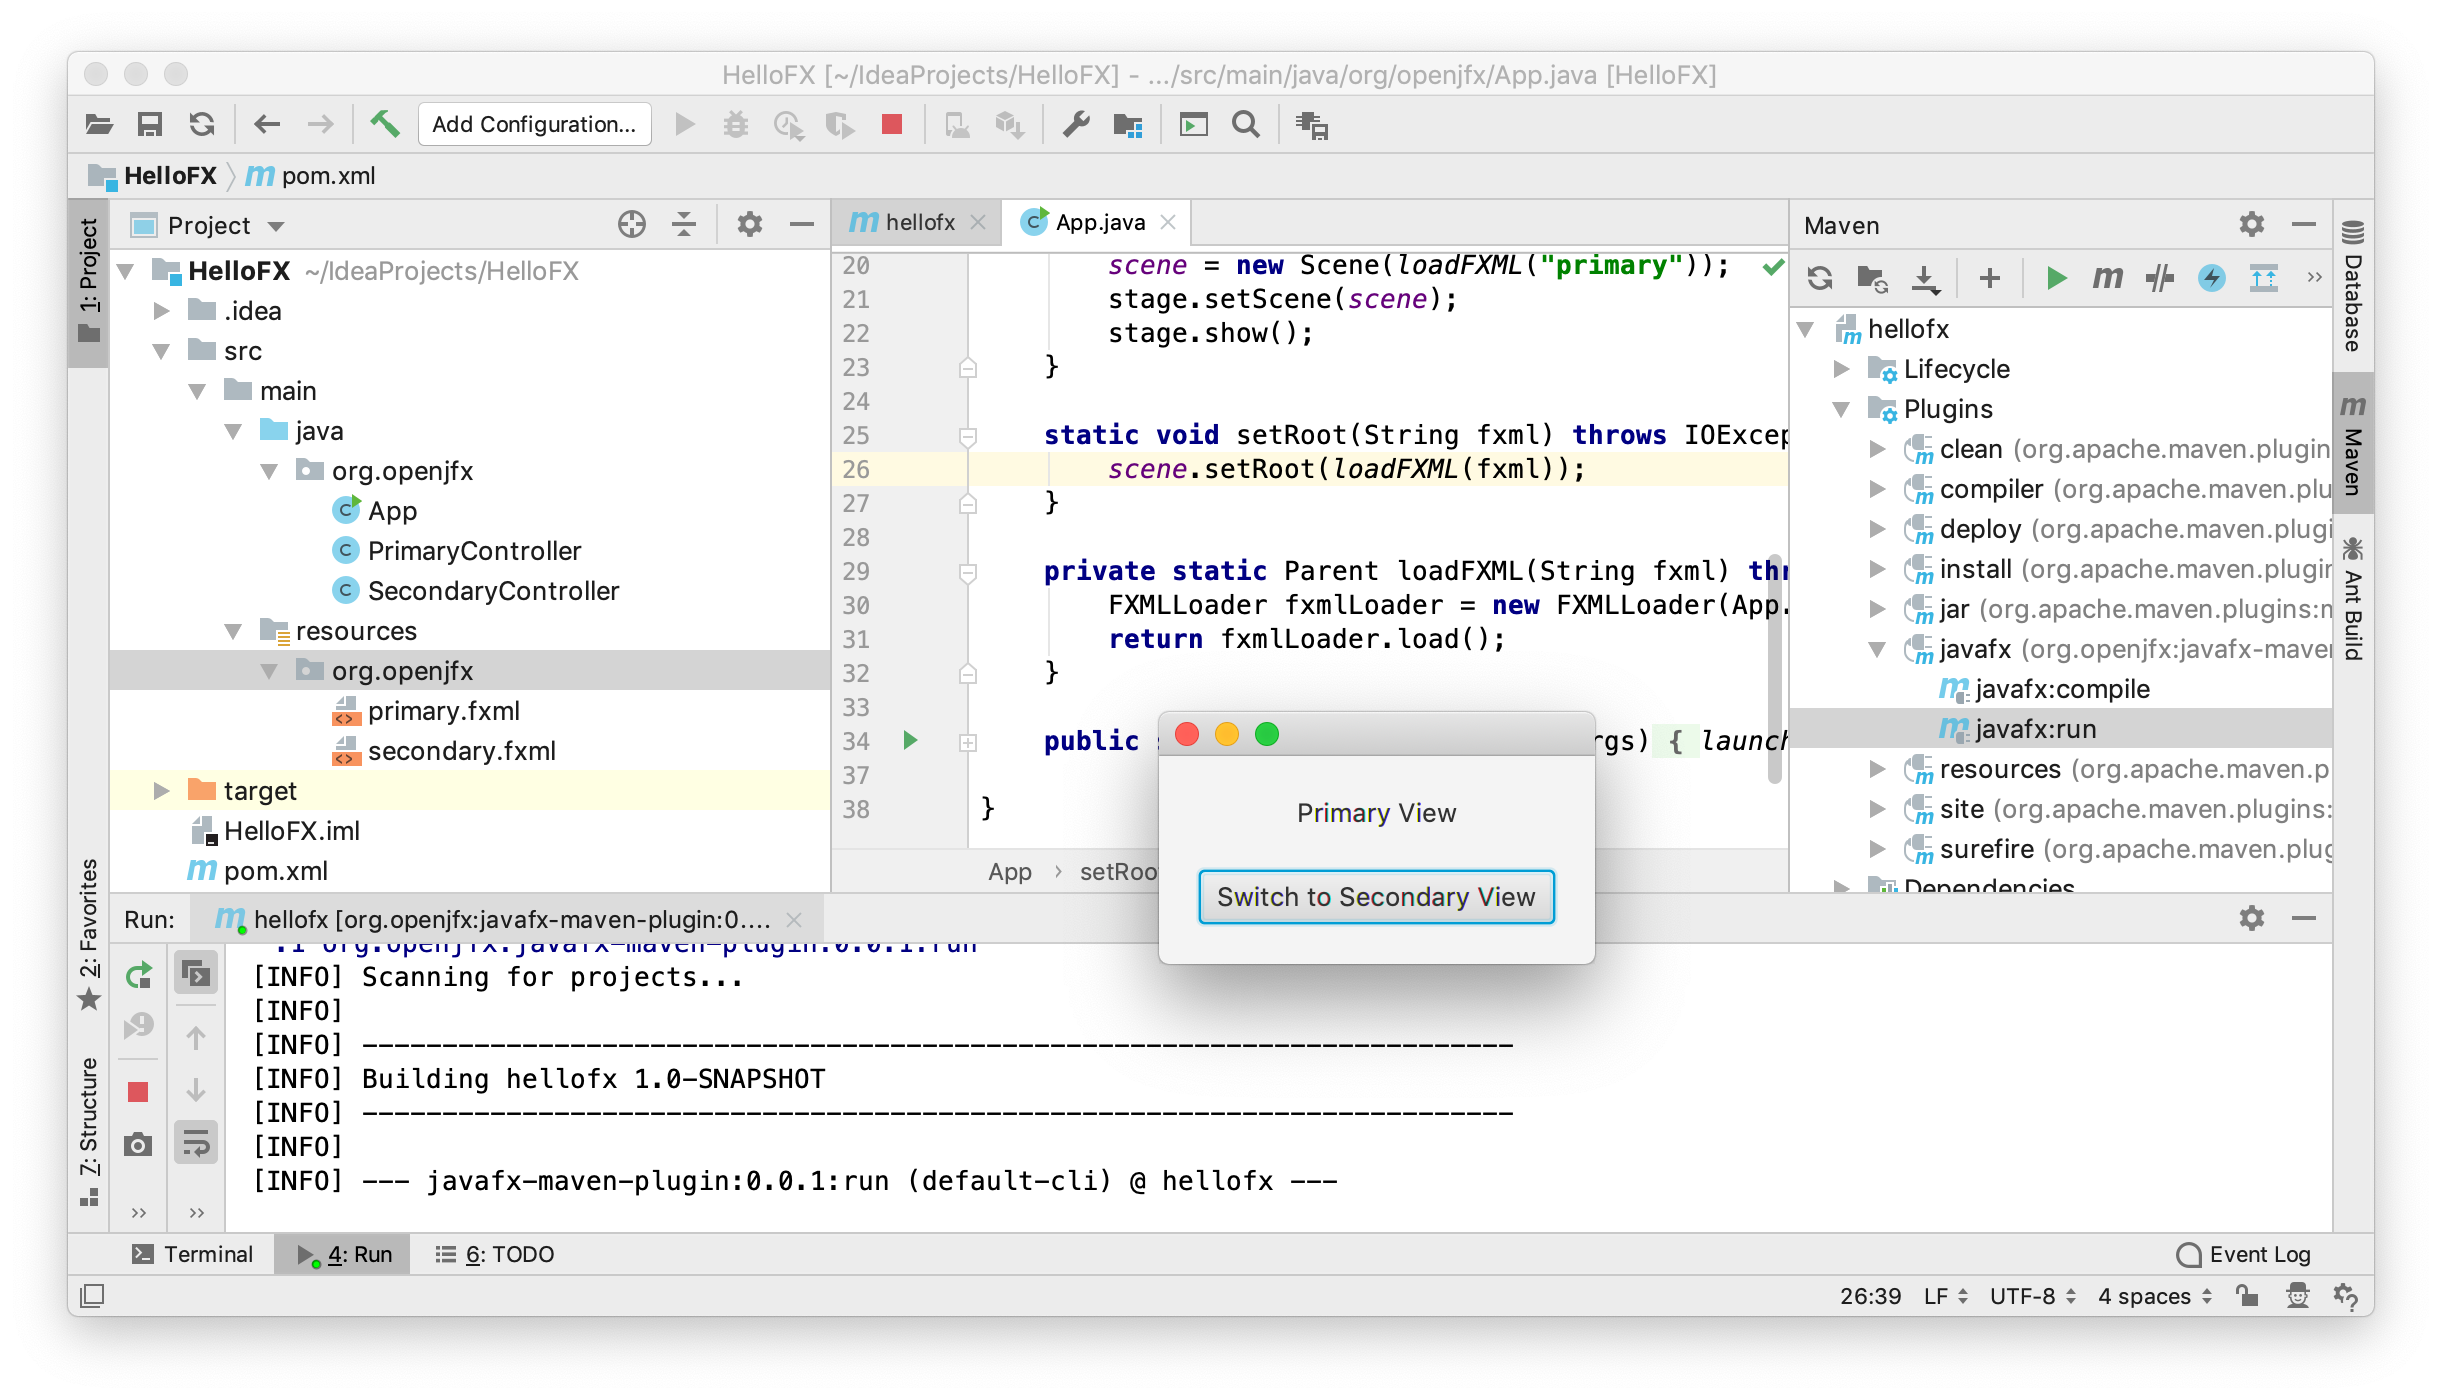 HelloFX [~/IdeaProjects/HelloFX] - .../src/main/java/org/openjfx/App.java [HelloFX]
Add Configuration...
HelloFX
pom.xml
1: Project
Project
HelloFX ~/IdeaProjects/HelloFX
.idea
src
main
java
org.openjfx
App
PrimaryController
SecondaryController
resources
org.openjfx
primary.fxml
secondary.fxml
target
HelloFX.iml
pom.xml
hellofx
App.java
20 scene = new Scene(loadFXML("primary"));
21 stage.setScene(scene);
22 stage.show();
23 }
24
25 static void setRoot(String fxml) throws IOExcep
26 scene.setRoot(loadFXML(fxml));
27 }
28
29 private static Parent loadFXML(String fxml) thr
30 FXMLLoader fxmlLoader = new FXMLLoader(App.
31 return fxmlLoader.load();
32 }
33
34 public rgs) { launch
37
38 }
App › setRoo
Primary View
Switch to Secondary View
Maven
hellofx
Lifecycle
Plugins
clean (org.apache.maven.plugin
compiler (org.apache.maven.plu
deploy (org.apache.maven.plugi
install (org.apache.maven.plugin
jar (org.apache.maven.plugins:m
javafx (org.openjfx:javafx-maven
javafx:compile
javafx:run
resources (org.apache.maven.p
site (org.apache.maven.plugins:
surefire (org.apache.maven.plug
Dependencies
Database
Maven
Ant Build
2: Favorites
7: Structure
Run:
hellofx [org.openjfx:javafx-maven-plugin:0....
.1 org.openjfx:javafx-maven-plugin:0.0.1:run
[INFO] Scanning for projects...
[INFO]
[INFO] ------------------------------------------------------------------------
[INFO] Building hellofx 1.0-SNAPSHOT
[INFO] ------------------------------------------------------------------------
[INFO]
[INFO] --- javafx-maven-plugin:0.0.1:run (default-cli) @ hellofx ---
Terminal
4: Run
6: TODO
Event Log
26:39 LF UTF-8 4 spaces